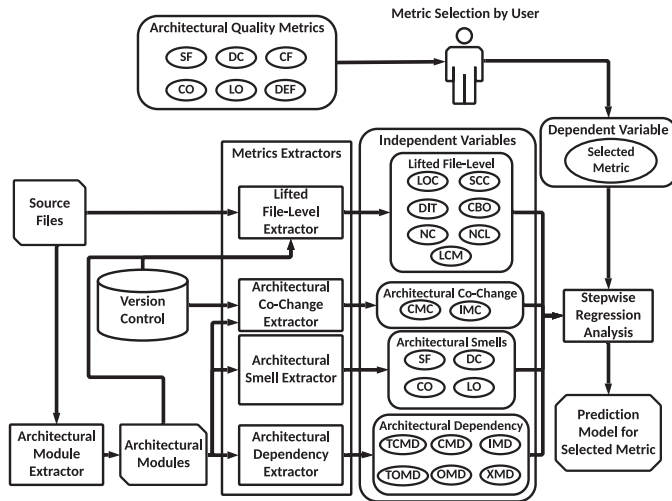 Architectural Quality Metrics
SF DC CF
CO LO DEF
Metric Selection by User
Dependent Variable
Selected
Metric
Metrics Extractors
Independent Variables
Source
Files
Lifted
File-Level
Extractor
Lifted File-Level
LOC SCC
DIT CBO
NC NCL
LCM
Version
Control
Architectural
Co-Change
Extractor
Architectural Co-Change
CMC IMC
Stepwise
Regression
Analysis
Architectural
Smell Extractor
Architectural Smells
SF DC
CO LO
Architectural
Module
Extractor
Architectural
Modules
Architectural
Dependency
Extractor
Architectural Dependency
TCMD CMD IMD
TOMD OMD XMD
Prediction
Model for
Selected Metric